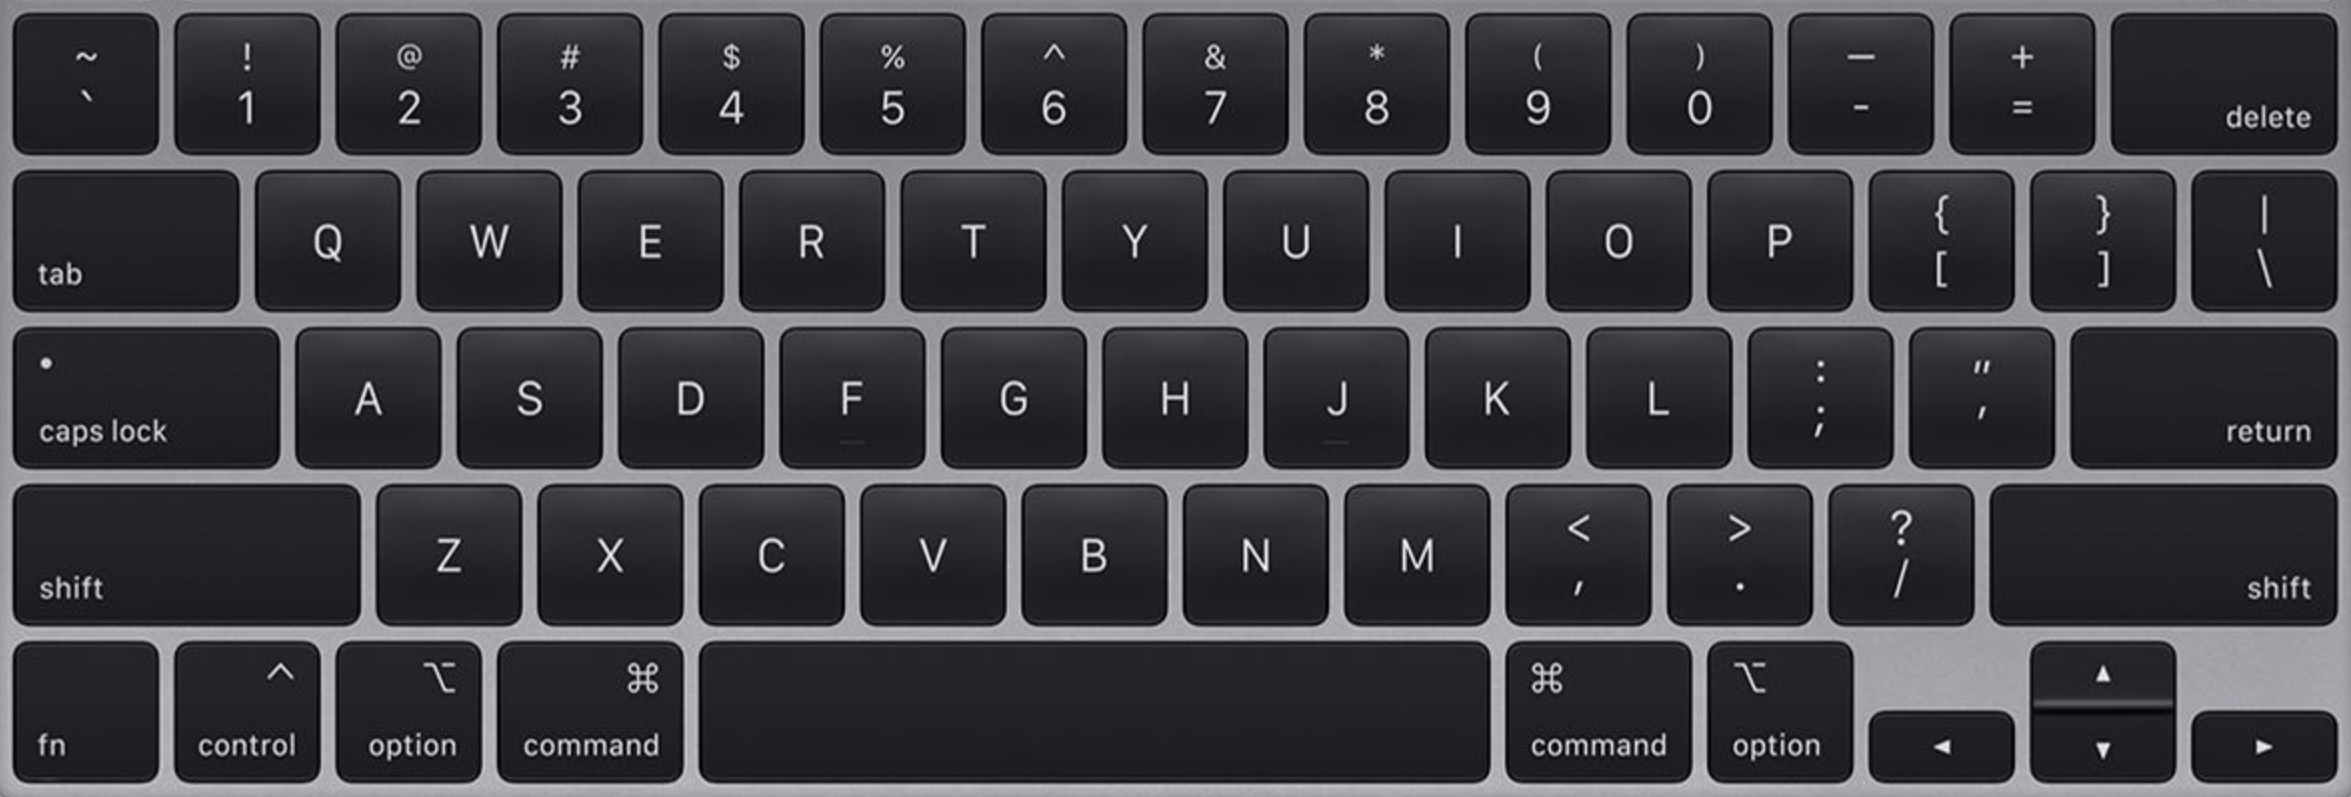 ~ ! @ # $ % ^ & * ( ) — +
` 1 2 3 4 5 6 7 8 9 0 - = delete
tab Q W E R T Y U I O P { [ } ] | \
caps lock A S D F G H J K L : ; " ' return
shift Z X C V B N M < , > . ? / shift
^ ⌥ ⌘ ⌘ ⌥ ▲
fn control option command command option ◀ ▼ ▶